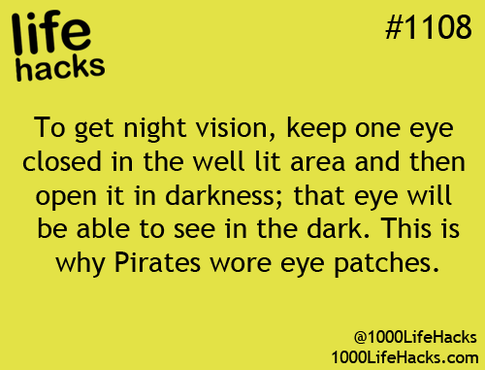 life
hacks
#1108
To get night vision, keep one eye
closed in the well lit area and then
open it in darkness; that eye will
be able to see in the dark. This is
why Pirates wore eye patches.
@1000LifeHacks
1000LifeHacks.com